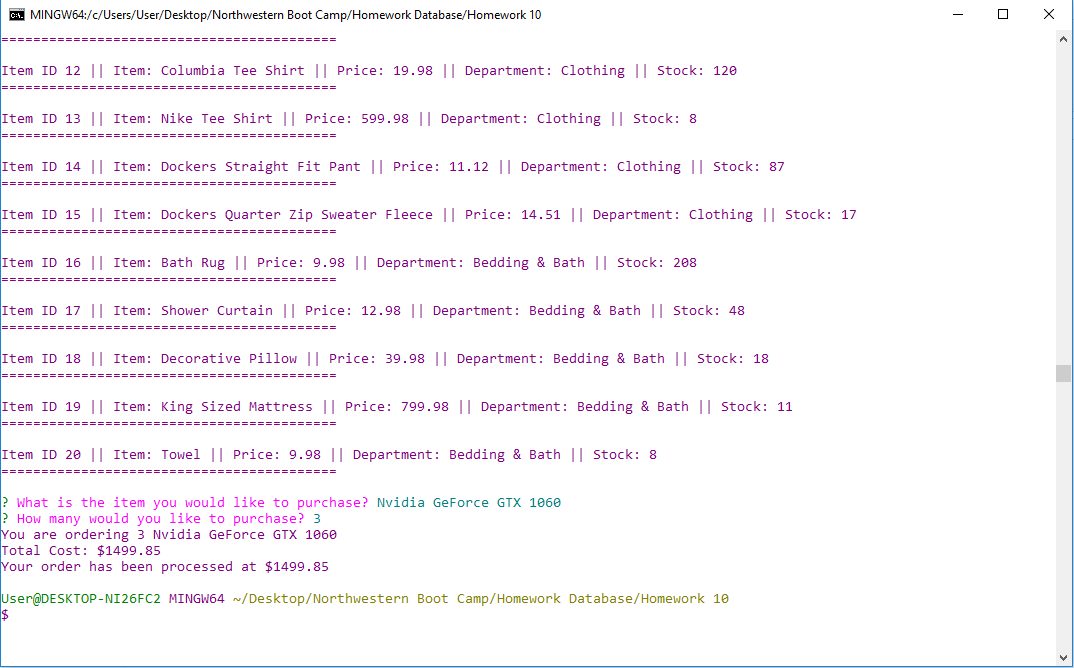 MINGW64:/c/Users/User/Desktop/Northwestern Boot Camp/Homework Database/Homework 10
==========================================
Item ID 12 || Item: Columbia Tee Shirt || Price: 19.98 || Department: Clothing || Stock: 120
==========================================
Item ID 13 || Item: Nike Tee Shirt || Price: 599.98 || Department: Clothing || Stock: 8
==========================================
Item ID 14 || Item: Dockers Straight Fit Pant || Price: 11.12 || Department: Clothing || Stock: 87
==========================================
Item ID 15 || Item: Dockers Quarter Zip Sweater Fleece || Price: 14.51 || Department: Clothing || Stock: 17
==========================================
Item ID 16 || Item: Bath Rug || Price: 9.98 || Department: Bedding & Bath || Stock: 208
==========================================
Item ID 17 || Item: Shower Curtain || Price: 12.98 || Department: Bedding & Bath || Stock: 48
==========================================
Item ID 18 || Item: Decorative Pillow || Price: 39.98 || Department: Bedding & Bath || Stock: 18
==========================================
Item ID 19 || Item: King Sized Mattress || Price: 799.98 || Department: Bedding & Bath || Stock: 11
==========================================
Item ID 20 || Item: Towel || Price: 9.98 || Department: Bedding & Bath || Stock: 8
==========================================
? What is the item you would like to purchase? Nvidia GeForce GTX 1060
? How many would you like to purchase? 3
You are ordering 3 Nvidia GeForce GTX 1060
Total Cost: $1499.85
Your order has been processed at $1499.85
User@DESKTOP-NI26FC2 MINGW64 ~/Desktop/Northwestern Boot Camp/Homework Database/Homework 10
$